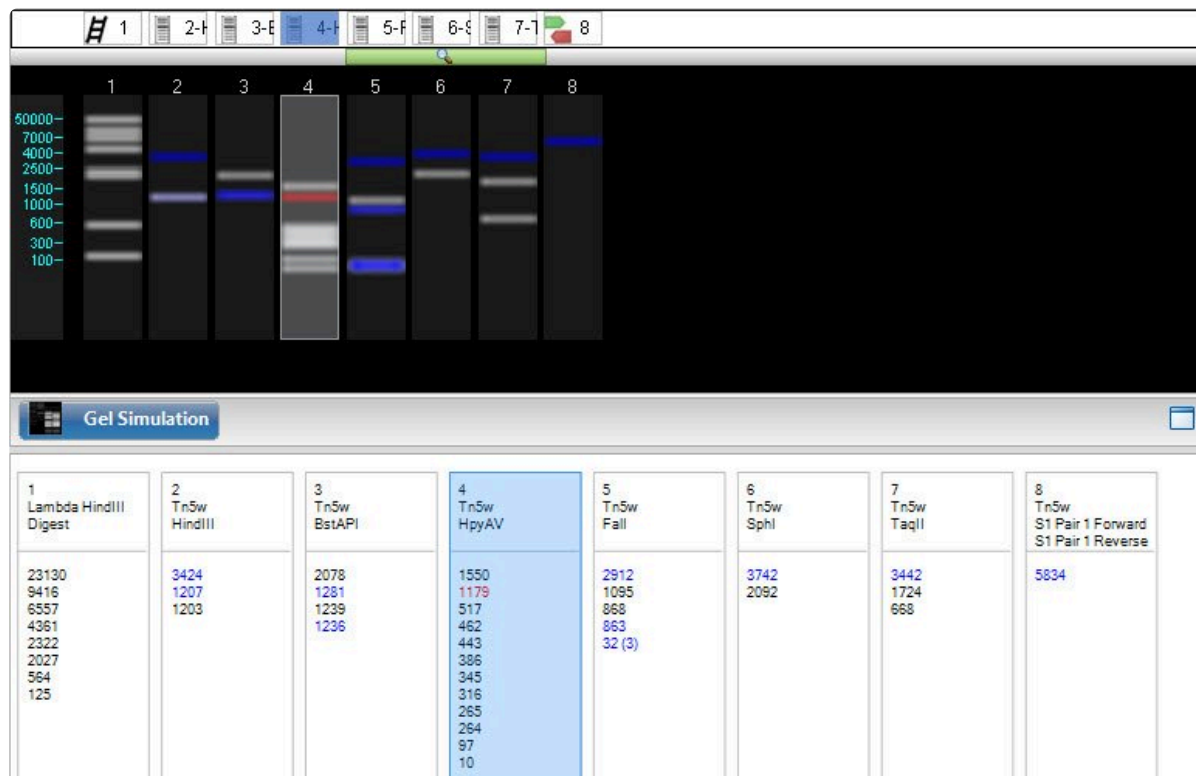 1 2-H 3-E 4-H 5-F 6-S 7-T 8
1 2 3 4 5 6 7 8
50000
7000
4000
2500
1500
1000
600
300
100
Gel Simulation
1
Lambda HindIII
Digest
23130
9416
6557
4361
2322
2027
564
125
2
Tn5w
HindIII
3424
1207
1203
3
Tn5w
BstAPI
2078
1281
1239
1236
4
Tn5w
HpyAV
1550
1179
517
462
443
386
345
316
265
264
97
10
5
Tn5w
FalI
2912
1095
868
863
32 (3)
6
Tn5w
SphI
3742
2092
7
Tn5w
TaqII
3442
1724
668
8
Tn5w
S1 Pair 1 Forward
S1 Pair 1 Reverse
5834